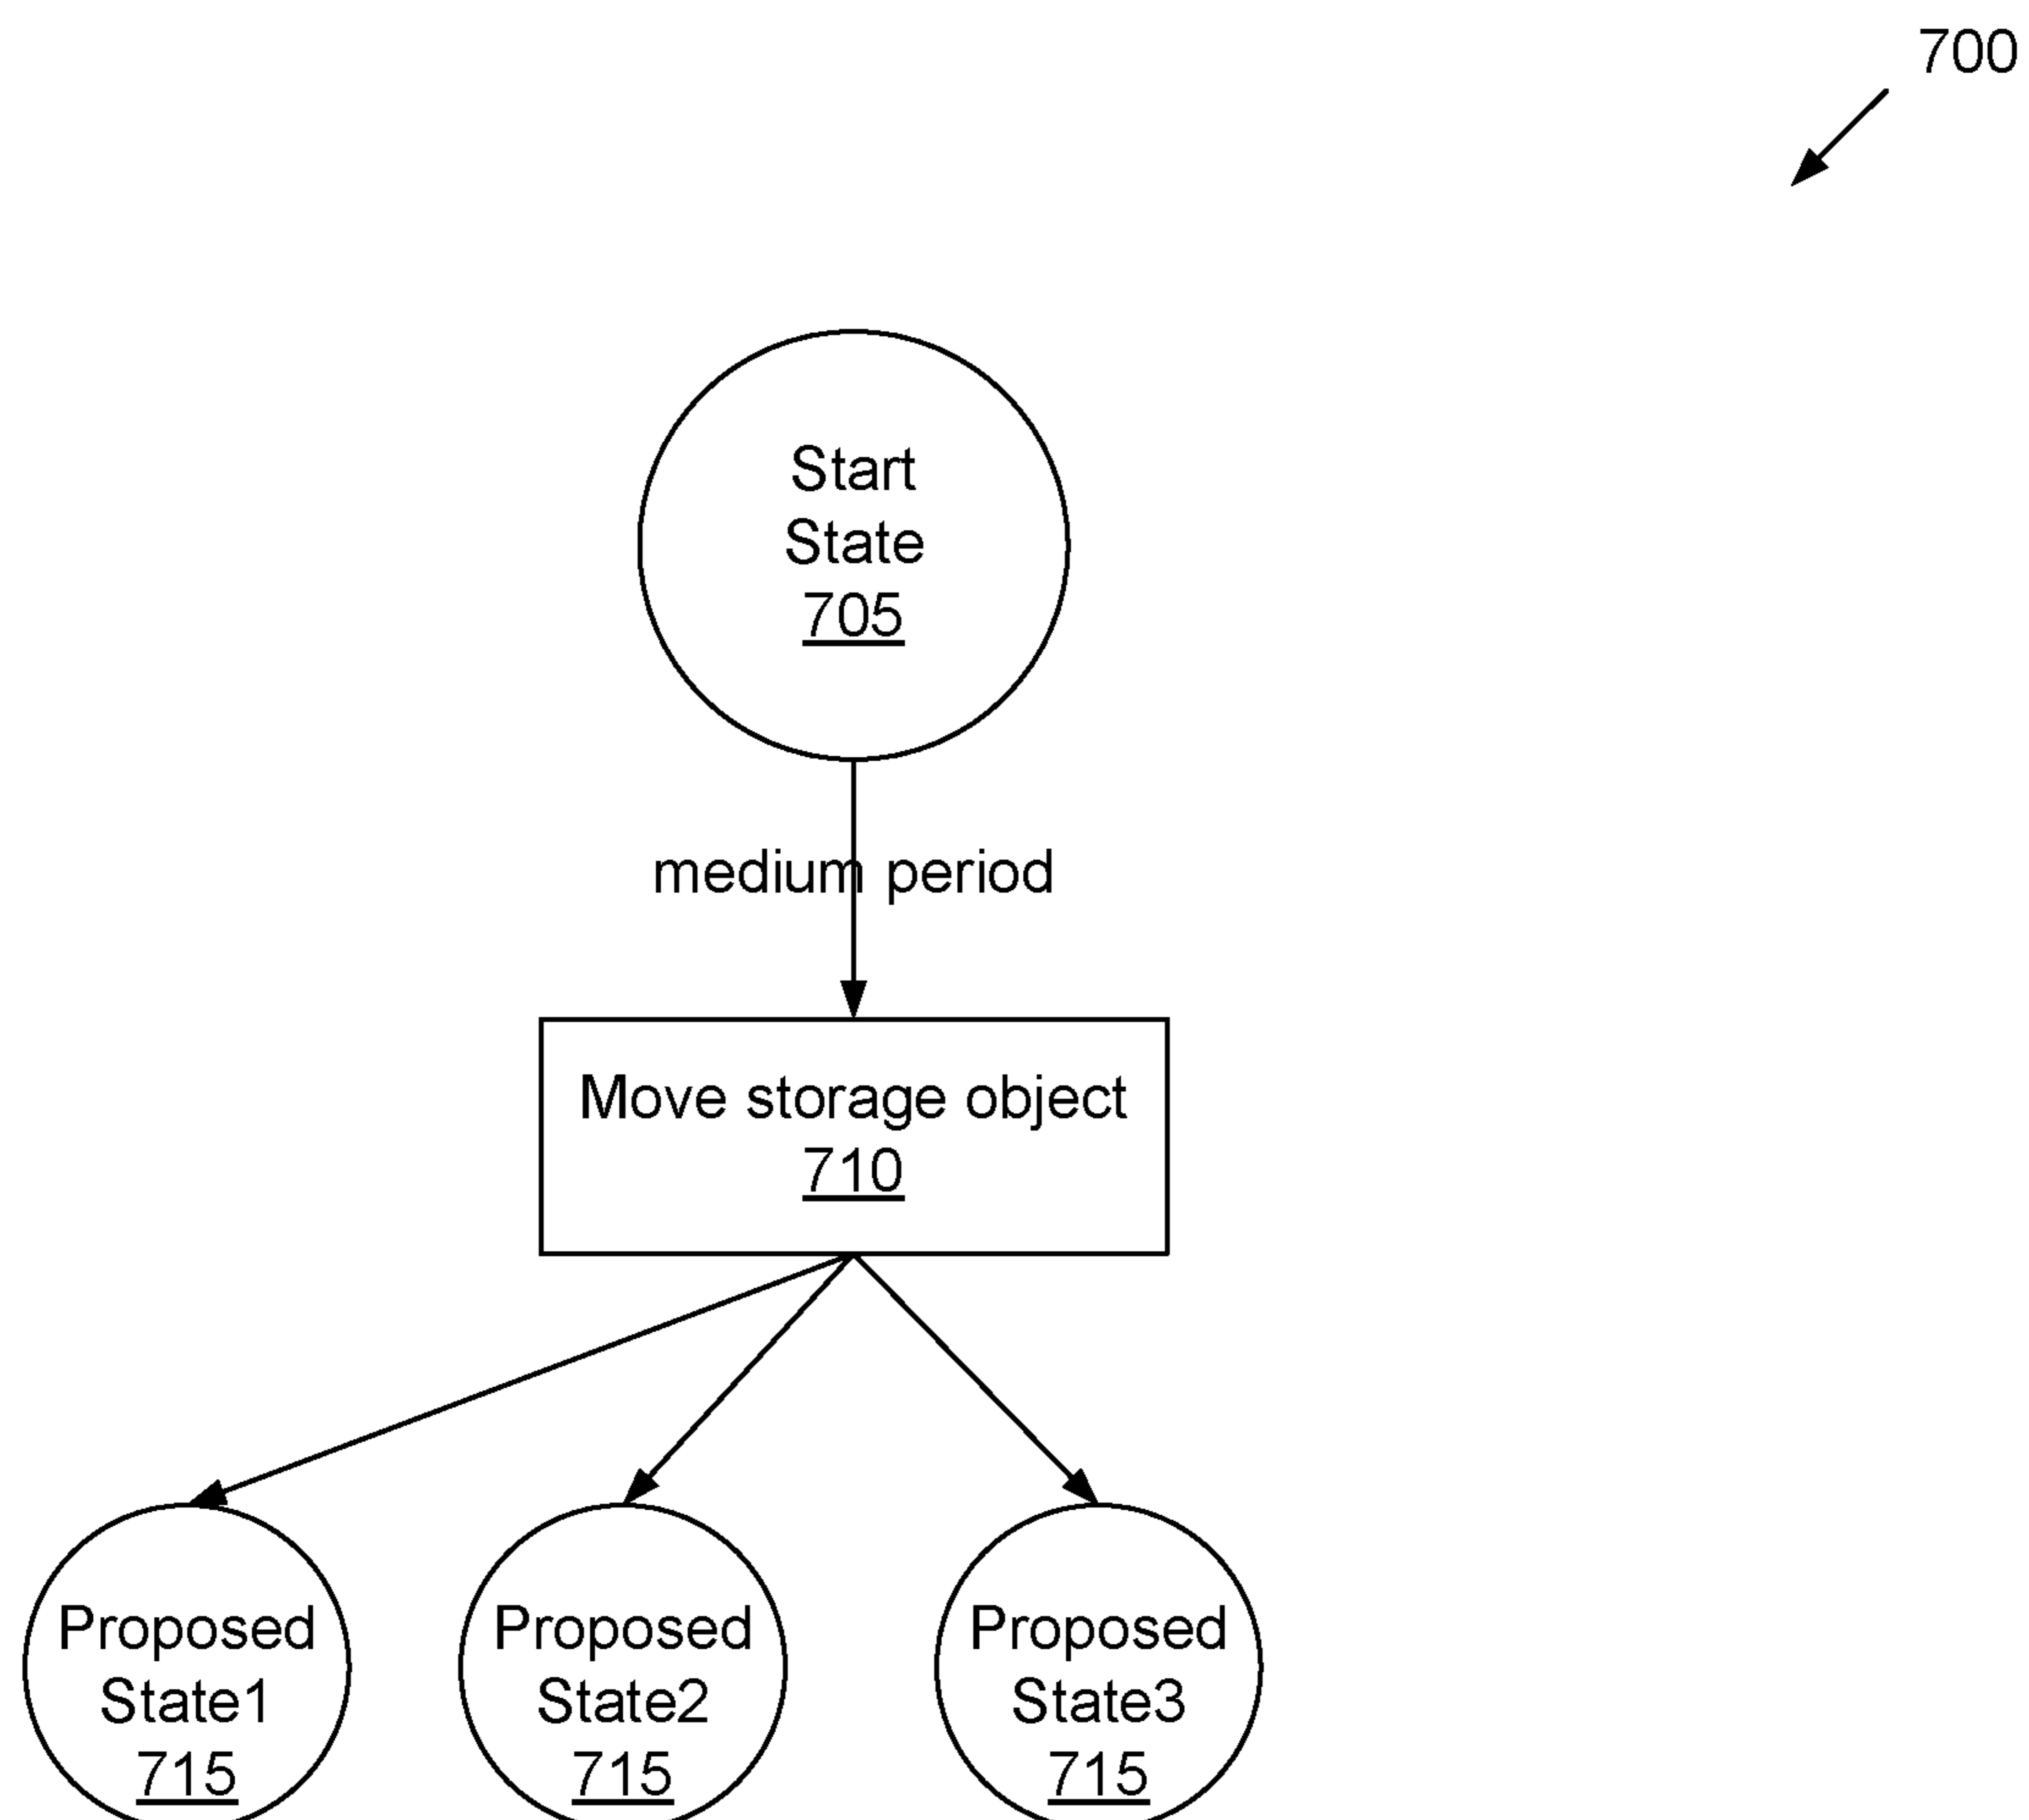 700
Start
State
705
medium period
Move storage object
710
Proposed
State1
715
Proposed
State2
715
Proposed
State3
715